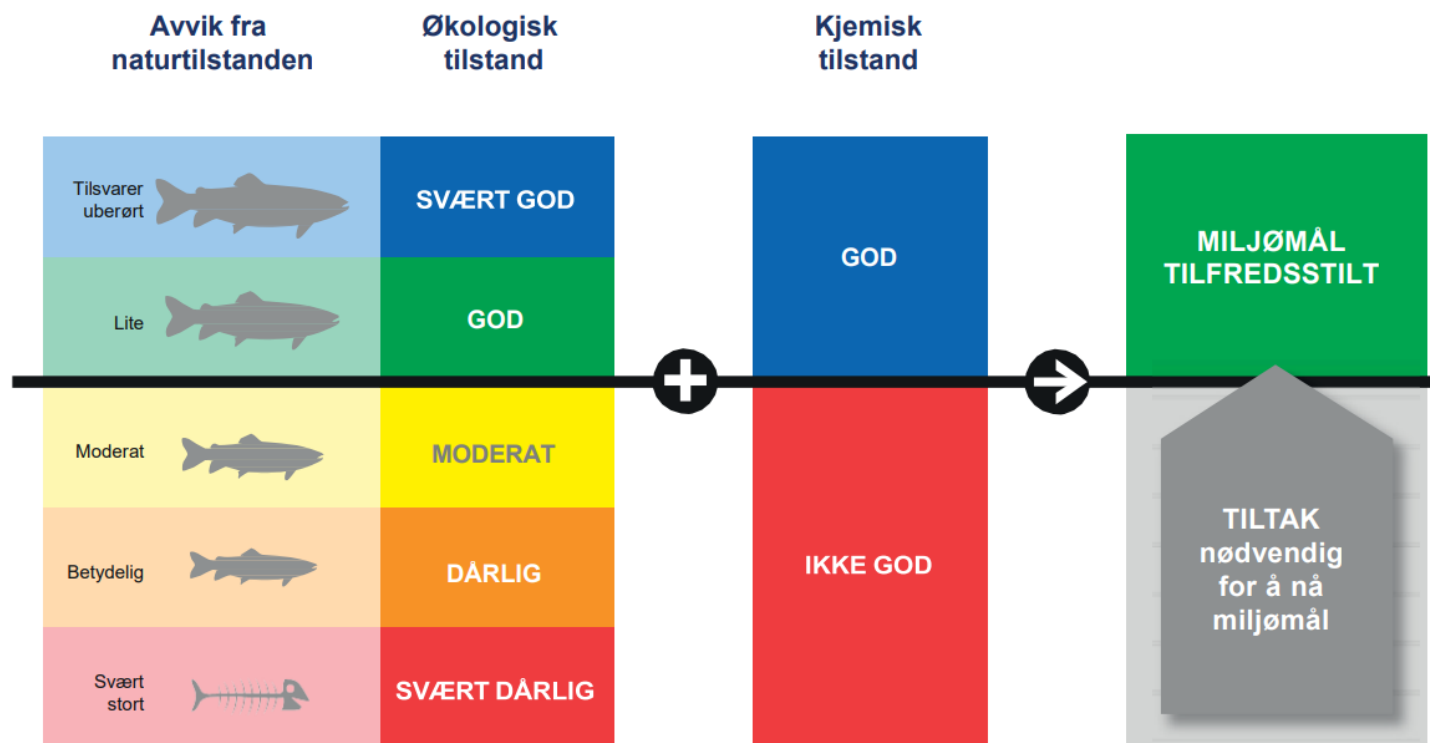 Avvik fra
naturtilstanden
Økologisk
tilstand
Kjemisk
tilstand
Tilsvarer
uberørt
SVÆRT GOD
Lite
GOD
Moderat
MODERAT
Betydelig
DÅRLIG
Svært
stort
SVÆRT DÅRLIG
GOD
IKKE GOD
MILJØMÅL
TILFREDSSTILT
TILTAK
nødvendig
for å nå
miljømål